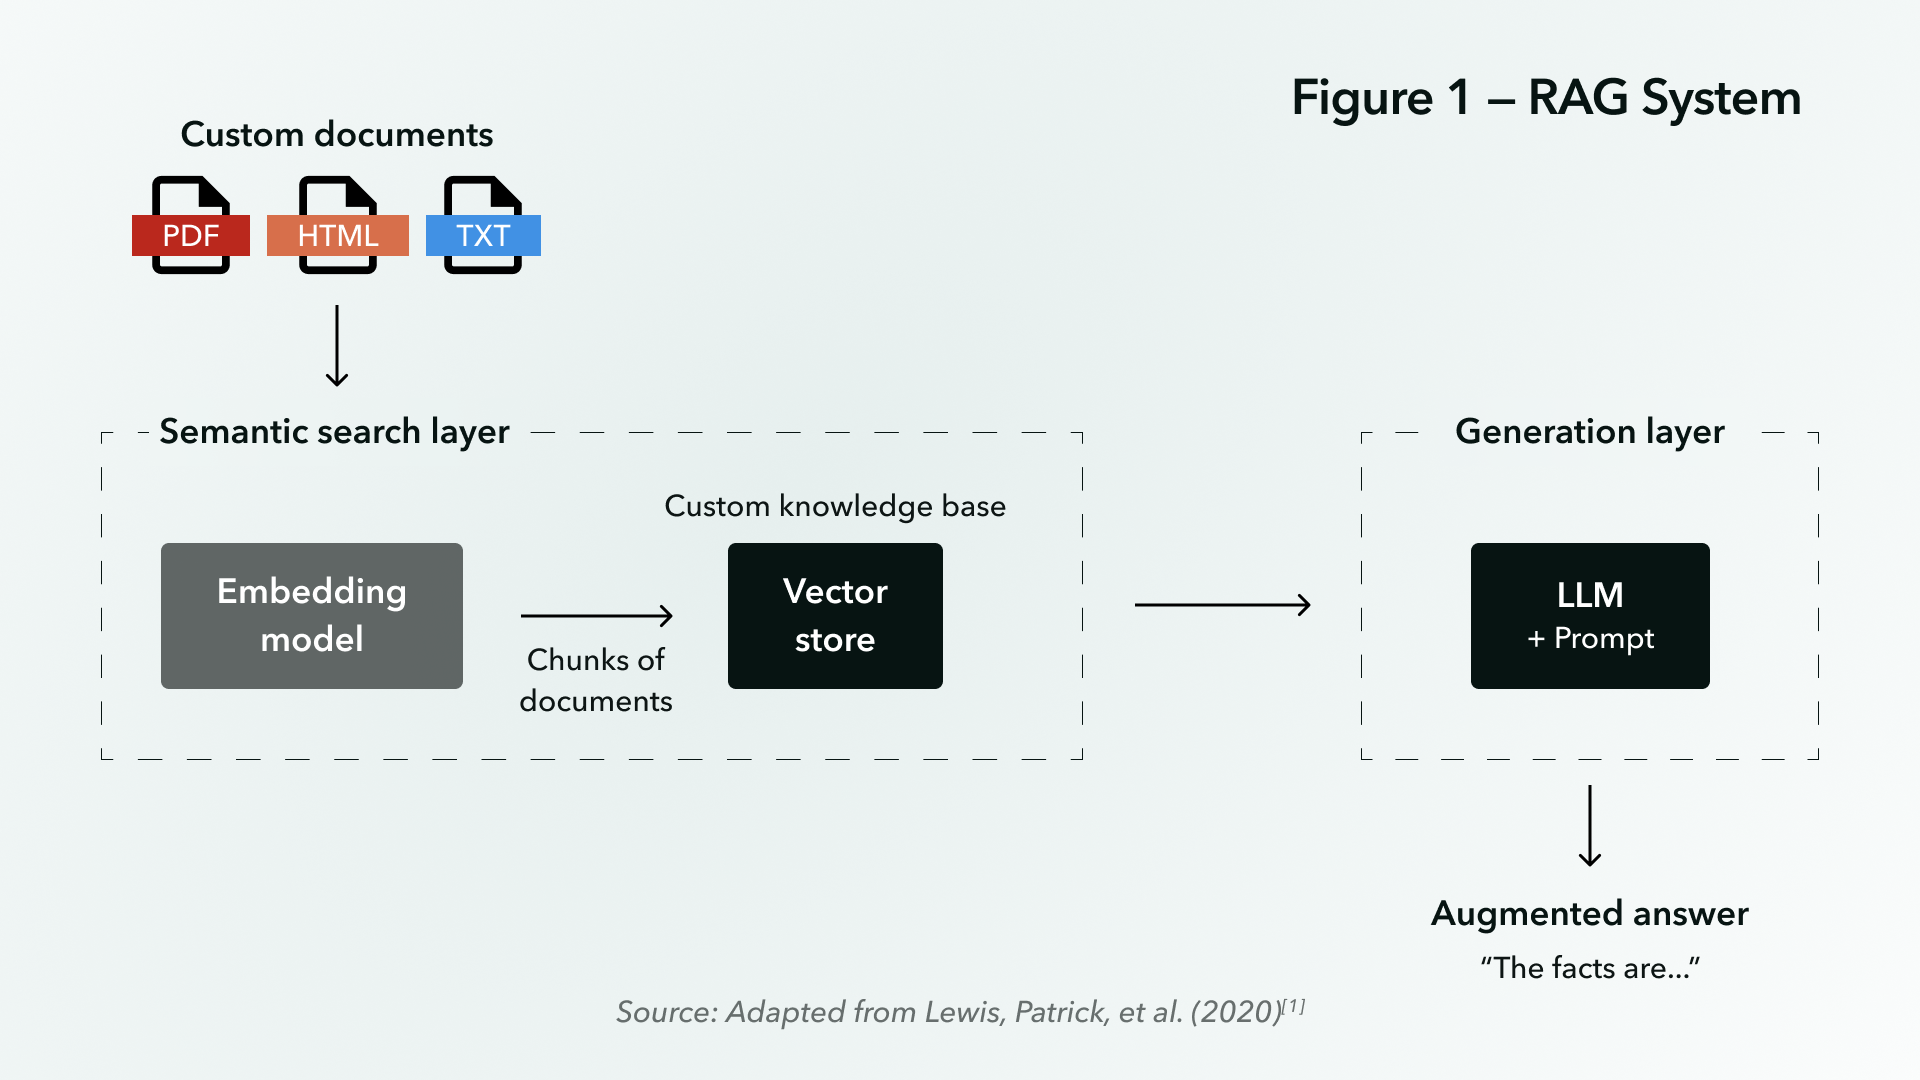 Figure 1 – RAG System
Custom documents
PDF
HTML
TXT
Semantic search layer
Custom knowledge base
Embedding
model
Chunks of
documents
Vector
store
Generation layer
LLM
+ Prompt
Augmented answer
“The facts are...”
Source: Adapted from Lewis, Patrick, et al. (2020)[1]